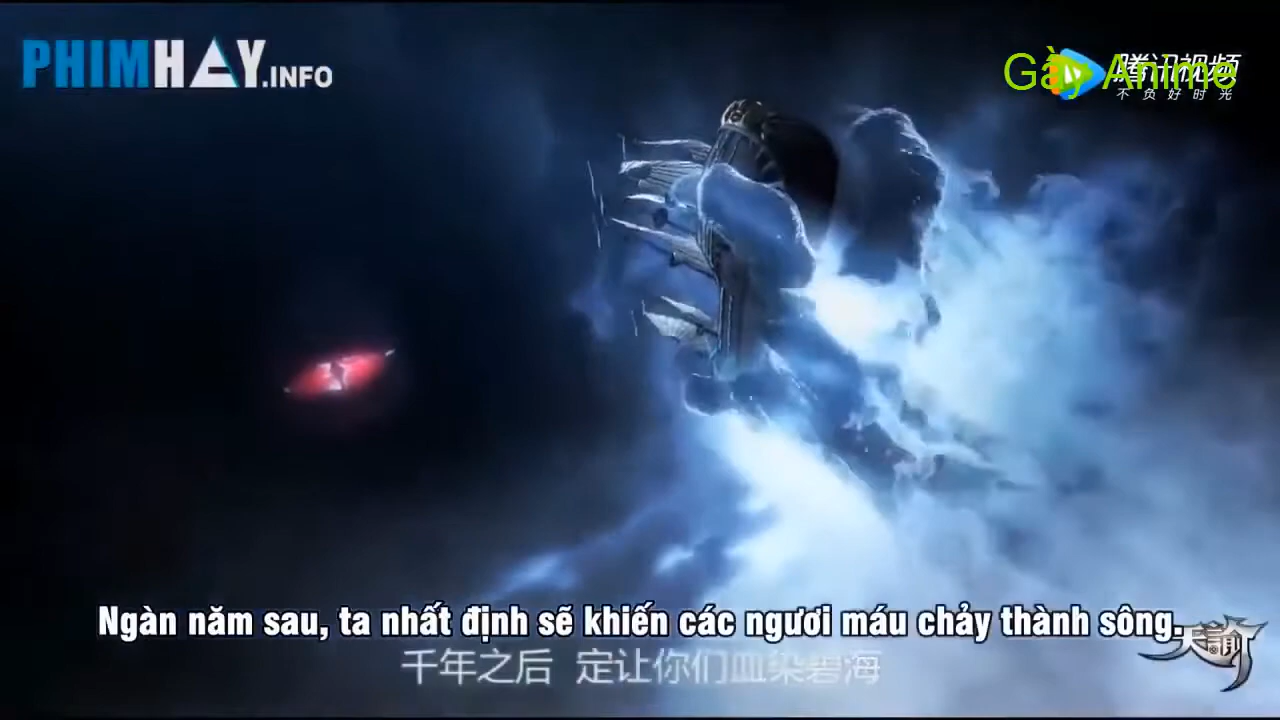 PHIMHAY.INFO
Gà Anime
腾讯视频
不负好时光
Ngàn năm sau, ta nhất định sẽ khiến các ngươi máu chảy thành sông.
千年之后 定让你们血染碧海
天谕